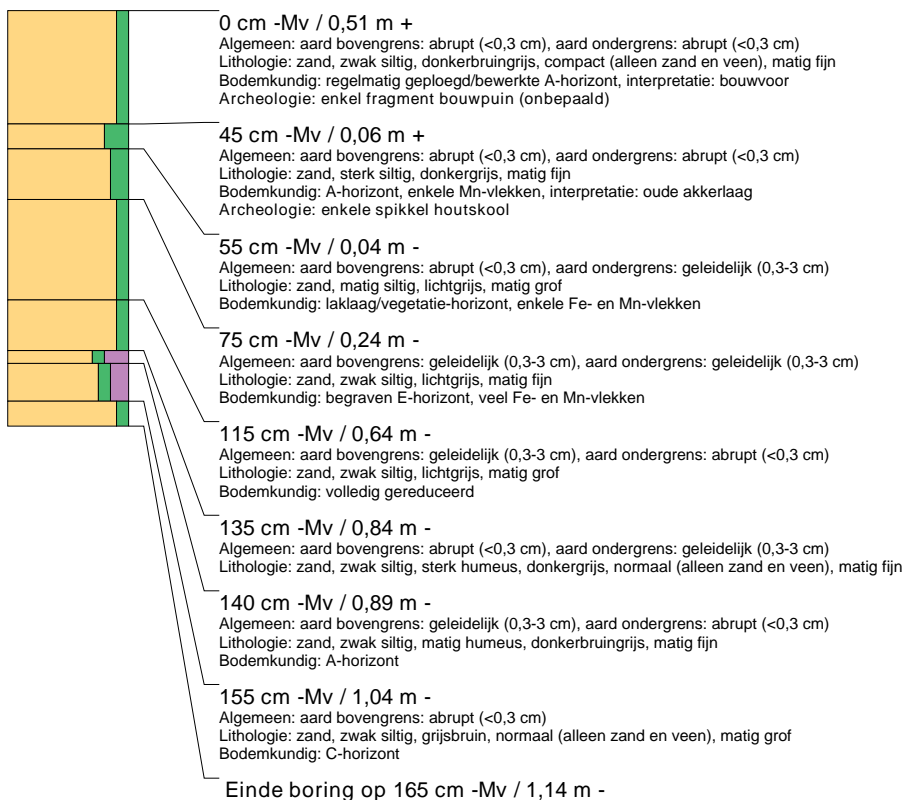 0 cm -Mv / 0,51 m +
Algemeen: aard bovengrens: abrupt (<0,3 cm), aard ondergrens: abrupt (<0,3 cm)
Lithologie: zand, zwak siltig, donkerbruingrijs, compact (alleen zand en veen), matig fijn
Bodemkundig: regelmatig geploegd/bewerkte A-horizont, interpretatie: bouwvoor
Archeologie: enkel fragment bouwpuin (onbepaald)
45 cm -Mv / 0,06 m +
Algemeen: aard bovengrens: abrupt (<0,3 cm), aard ondergrens: abrupt (<0,3 cm)
Lithologie: zand, sterk siltig, donkergrijs, matig fijn
Bodemkundig: A-horizont, enkele Mn-vlekken, interpretatie: oude akkerlaag
Archeologie: enkele spikkel houtskool
55 cm -Mv / 0,04 m -
Algemeen: aard bovengrens: abrupt (<0,3 cm), aard ondergrens: geleidelijk (0,3-3 cm)
Lithologie: zand, matig siltig, lichtgrijs, matig grof
Bodemkundig: laklaag/vegetatie-horizont, enkele Fe- en Mn-vlekken
75 cm -Mv / 0,24 m -
Algemeen: aard bovengrens: geleidelijk (0,3-3 cm), aard ondergrens: geleidelijk (0,3-3 cm)
Lithologie: zand, zwak siltig, lichtgrijs, matig fijn
Bodemkundig: begraven E-horizont, veel Fe- en Mn-vlekken
115 cm -Mv / 0,64 m -
Algemeen: aard bovengrens: geleidelijk (0,3-3 cm), aard ondergrens: abrupt (<0,3 cm)
Lithologie: zand, zwak siltig, lichtgrijs, matig grof
Bodemkundig: volledig gereduceerd
135 cm -Mv / 0,84 m -
Algemeen: aard bovengrens: abrupt (<0,3 cm), aard ondergrens: geleidelijk (0,3-3 cm)
Lithologie: zand, zwak siltig, sterk humeus, donkergrijs, normaal (alleen zand en veen), matig fijn
140 cm -Mv / 0,89 m -
Algemeen: aard bovengrens: geleidelijk (0,3-3 cm), aard ondergrens: abrupt (<0,3 cm)
Lithologie: zand, zwak siltig, matig humeus, donkerbruingrijs, matig fijn
Bodemkundig: A-horizont
155 cm -Mv / 1,04 m -
Algemeen: aard bovengrens: abrupt (<0,3 cm)
Lithologie: zand, zwak siltig, grijsbruin, normaal (alleen zand en veen), matig grof
Bodemkundig: C-horizont
Einde boring op 165 cm -Mv / 1,14 m -